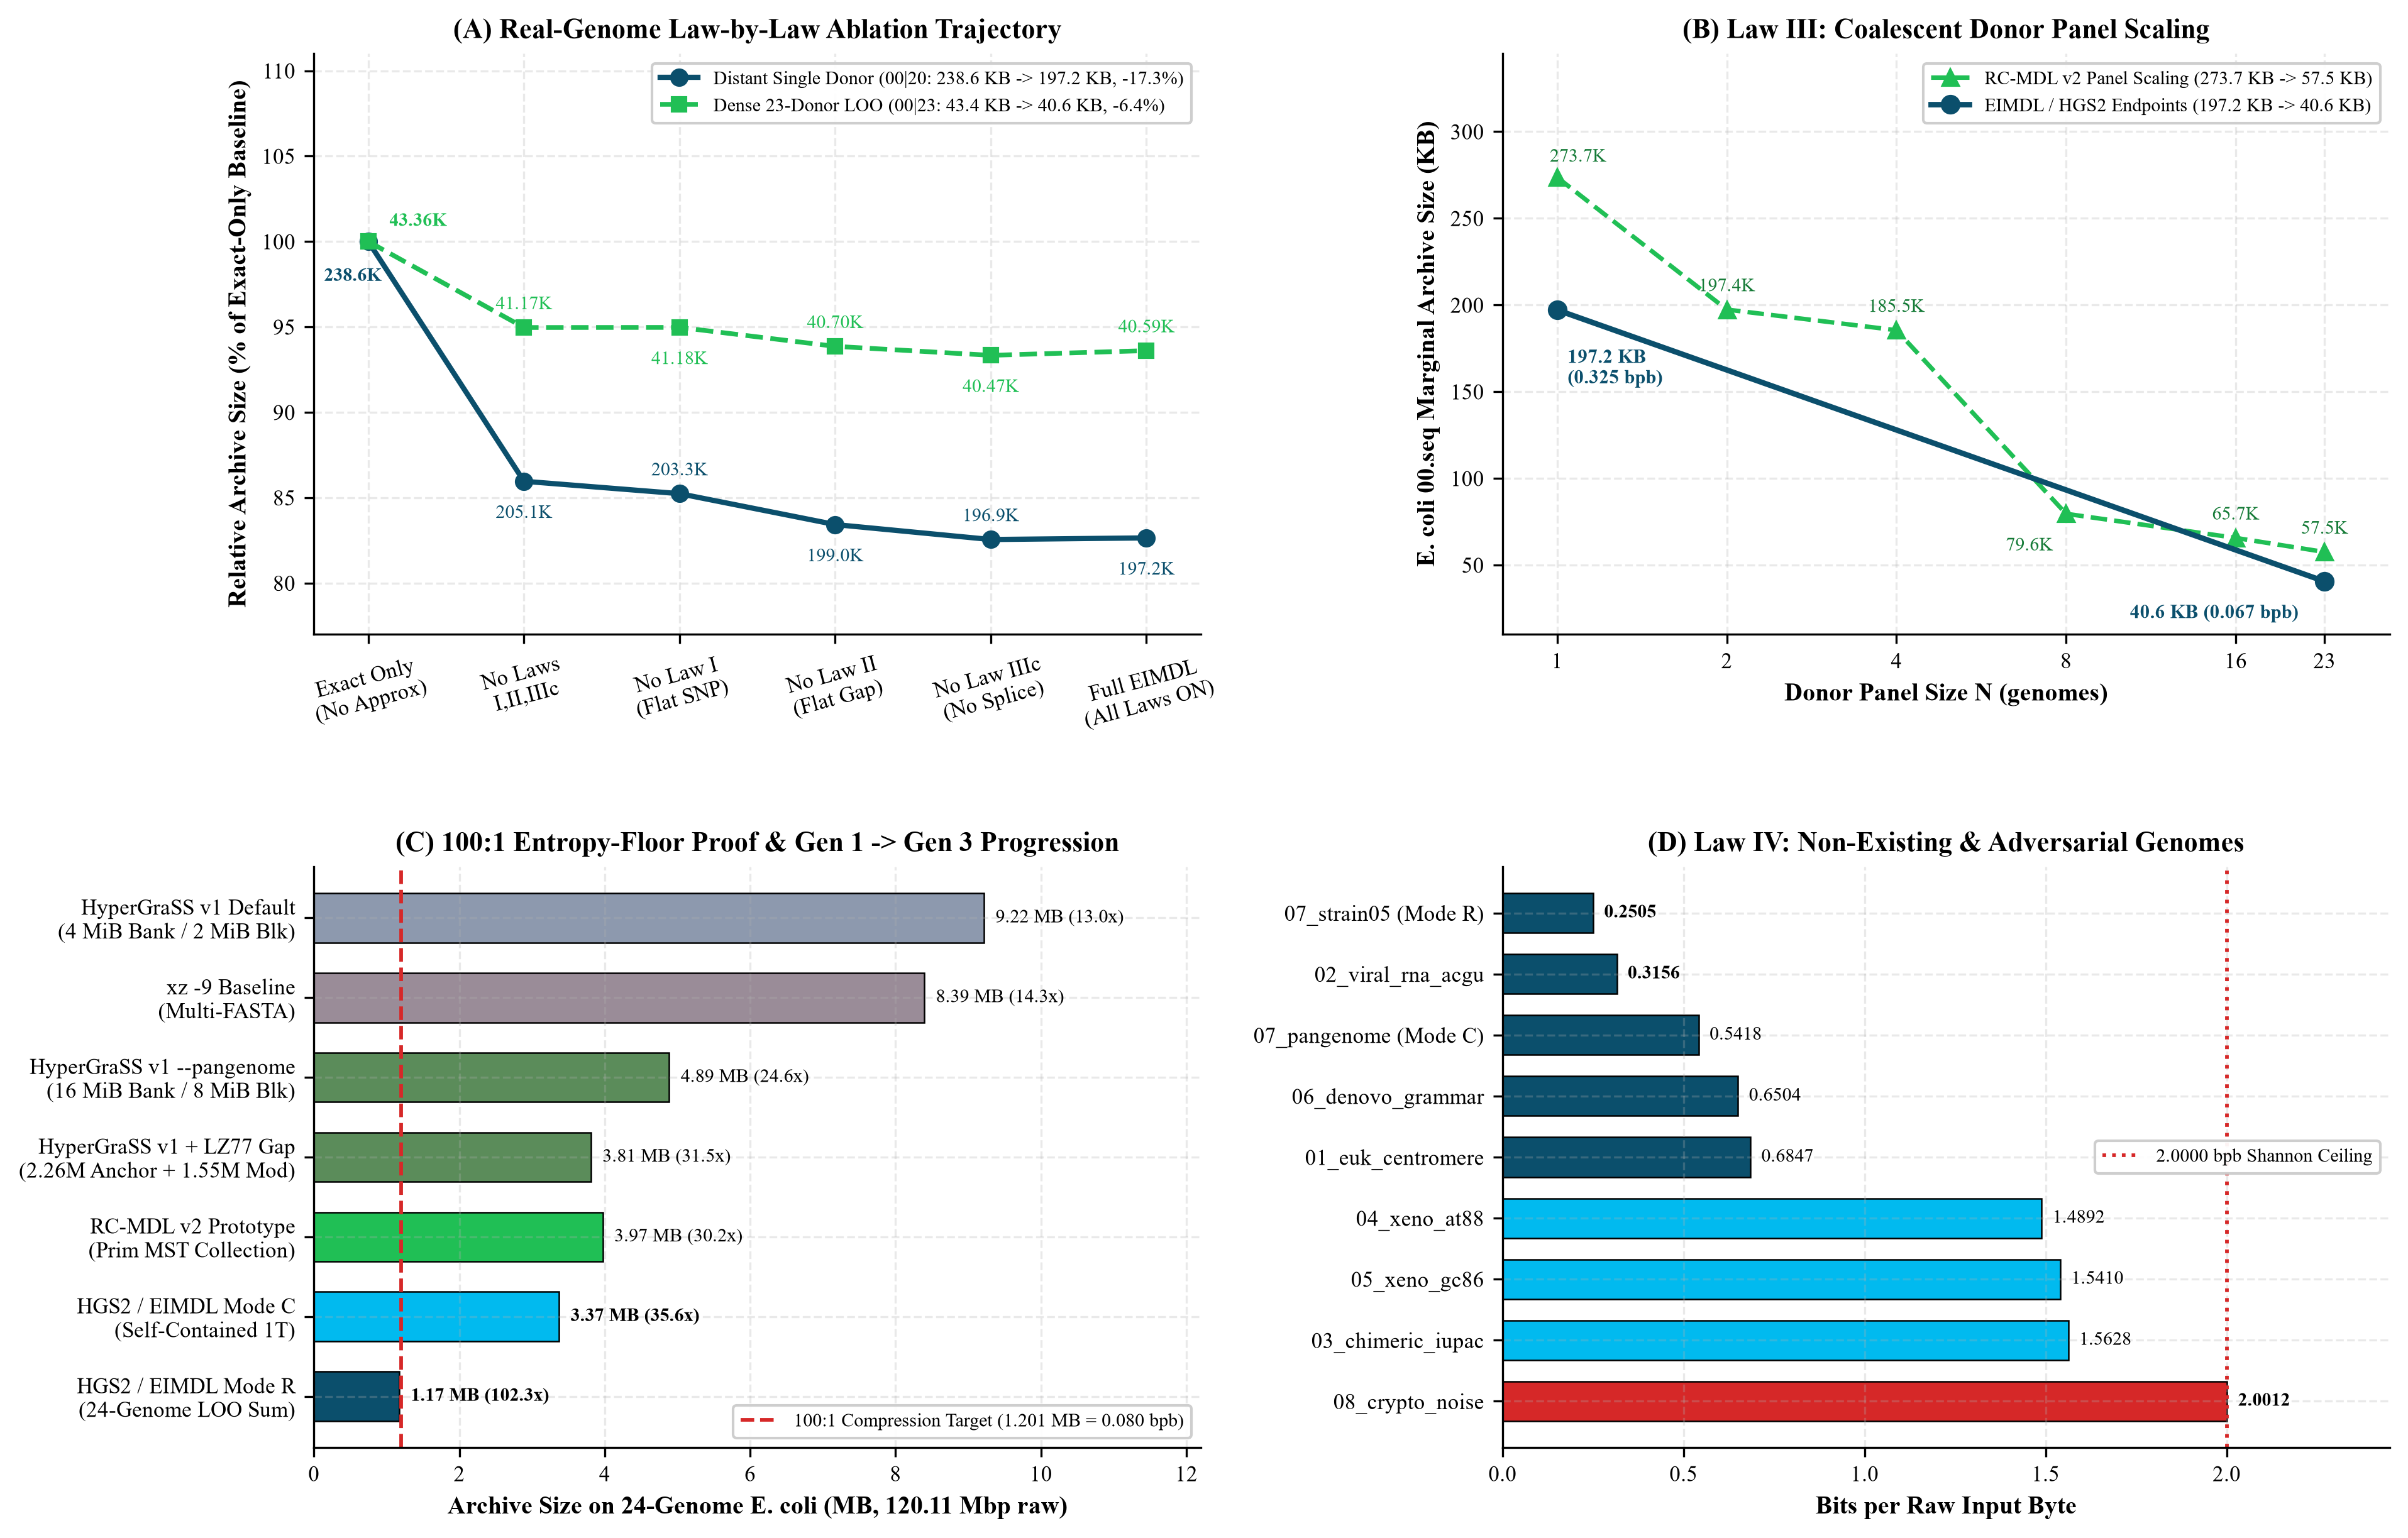 (A) Real-Genome Law-by-Law Ablation Trajectory
Relative Archive Size (% of Exact-Only Baseline)
110
105
100
95
90
85
80
Distant Single Donor (00|20: 238.6 KB -> 197.2 KB, -17.3%)
Dense 23-Donor LOO (00|23: 43.4 KB -> 40.6 KB, -6.4%)
43.36K
238.6K
41.17K
41.18K
40.70K
40.47K
40.59K
205.1K
203.3K
199.0K
196.9K
197.2K
Exact Only
(No Approx)
No Laws
I,II,IIIc
No Law I
(Flat SNP)
No Law II
(Flat Gap)
No Law IIIc
(No Splice)
Full EIMDL
(All Laws ON)
(B) Law III: Coalescent Donor Panel Scaling
E. coli 00.seq Marginal Archive Size (KB)
300
250
200
150
100
50
RC-MDL v2 Panel Scaling (273.7 KB -> 57.5 KB)
EIMDL / HGS2 Endpoints (197.2 KB -> 40.6 KB)
273.7K
197.4K
185.5K
79.6K
65.7K
57.5K
197.2 KB
(0.325 bpb)
40.6 KB (0.067 bpb)
1
2
4
8
16
23
Donor Panel Size N (genomes)
(C) 100:1 Entropy-Floor Proof & Gen 1 -> Gen 3 Progression
HyperGraSS v1 Default
(4 MiB Bank / 2 MiB Blk)
9.22 MB (13.0x)
xz -9 Baseline
(Multi-FASTA)
8.39 MB (14.3x)
HyperGraSS v1 --pangenome
(16 MiB Bank / 8 MiB Blk)
4.89 MB (24.6x)
HyperGraSS v1 + LZ77 Gap
(2.26M Anchor + 1.55M Mod)
3.81 MB (31.5x)
RC-MDL v2 Prototype
(Prim MST Collection)
3.97 MB (30.2x)
HGS2 / EIMDL Mode C
(Self-Contained 1T)
3.37 MB (35.6x)
HGS2 / EIMDL Mode R
(24-Genome LOO Sum)
1.17 MB (102.3x)
100:1 Compression Target (1.201 MB = 0.080 bpb)
0
2
4
6
8
10
12
Archive Size on 24-Genome E. coli (MB, 120.11 Mbp raw)
(D) Law IV: Non-Existing & Adversarial Genomes
07_strain05 (Mode R)
0.2505
02_viral_rna_acgu
0.3156
07_pangenome (Mode C)
0.5418
06_denovo_grammar
0.6504
01_euk_centromere
0.6847
2.0000 bpb Shannon Ceiling
04_xeno_at88
1.4892
05_xeno_gc86
1.5410
03_chimeric_iupac
1.5628
08_crypto_noise
2.0012
0.0
0.5
1.0
1.5
2.0
Bits per Raw Input Byte